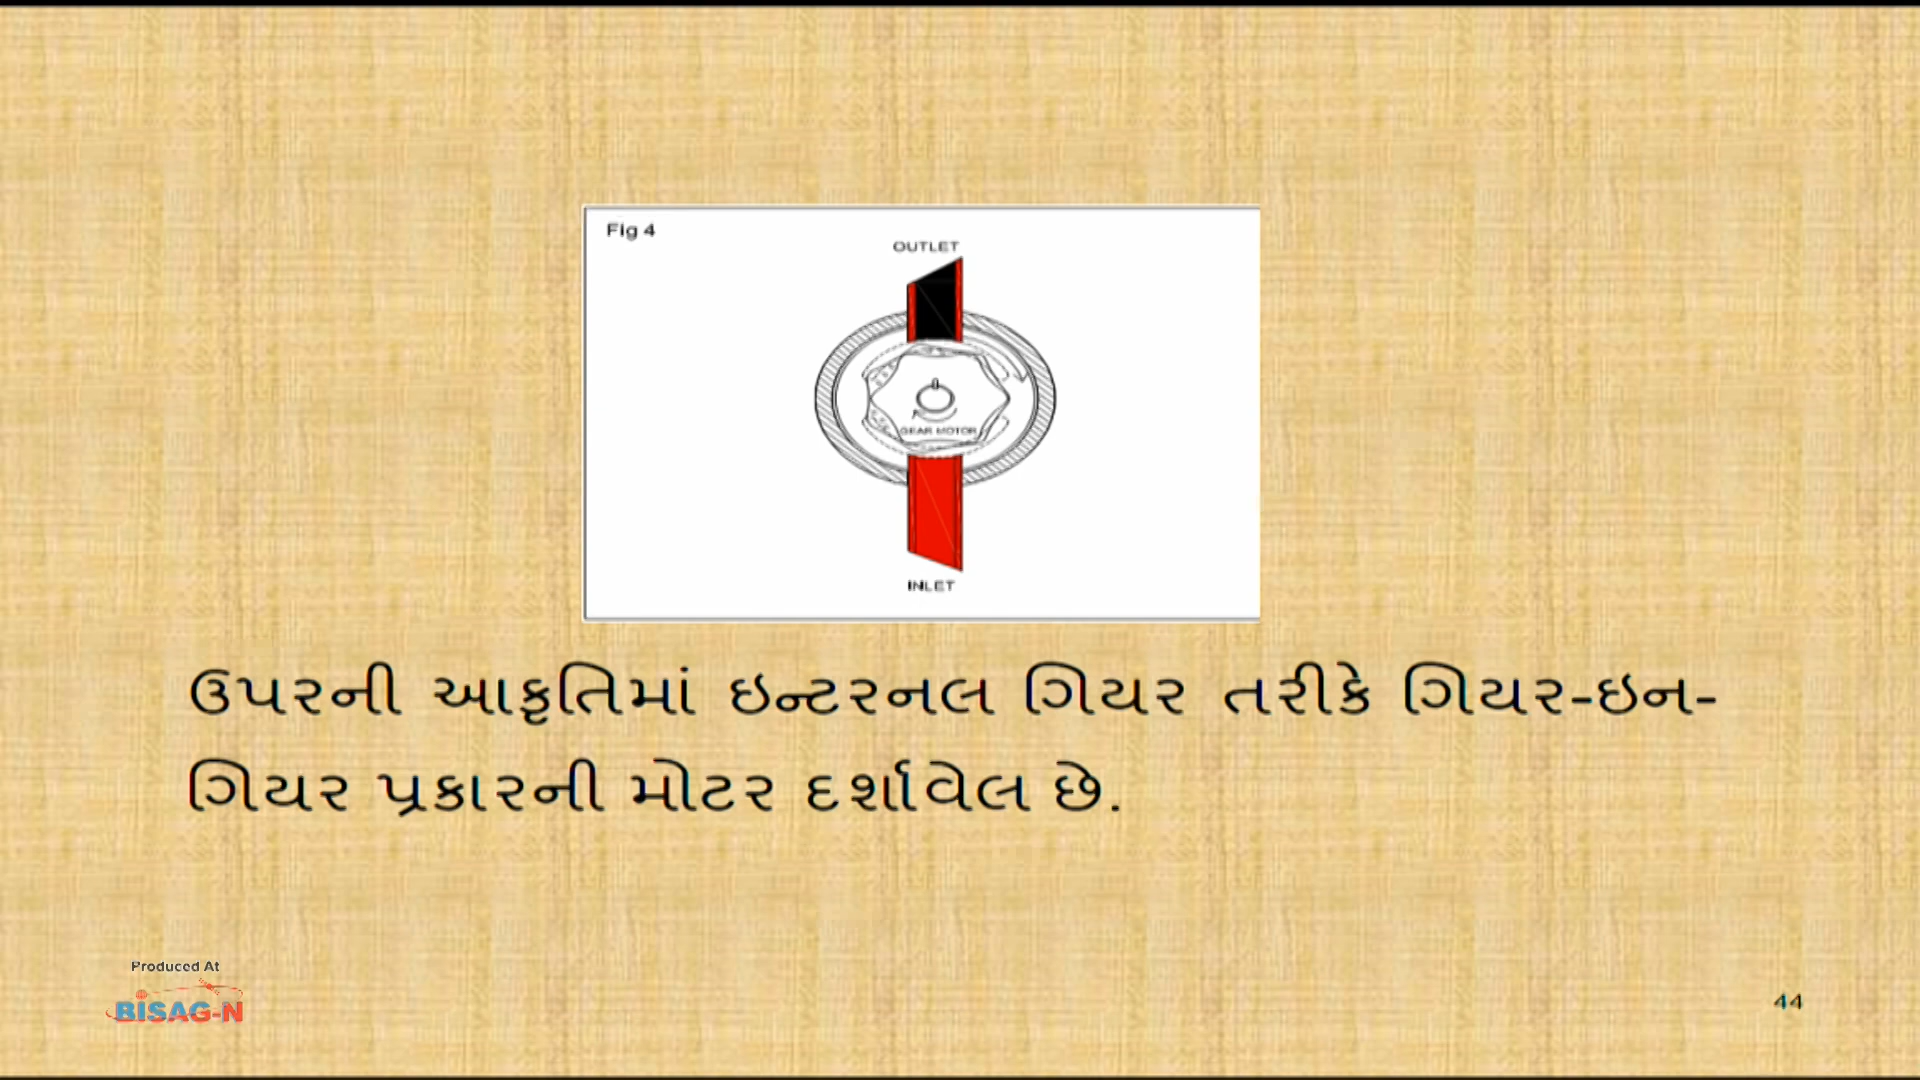 Fig 4
OUTLET
GEAR MOTOR
INLET
ઉપરની આકૃતિમાં ઇન્ટરનલ ગિયર તરીકે ગિયર-ઇન-
ગિયર પ્રકારની મોટર દર્શાવેલ છે.
Produced At
BISAG-N
44